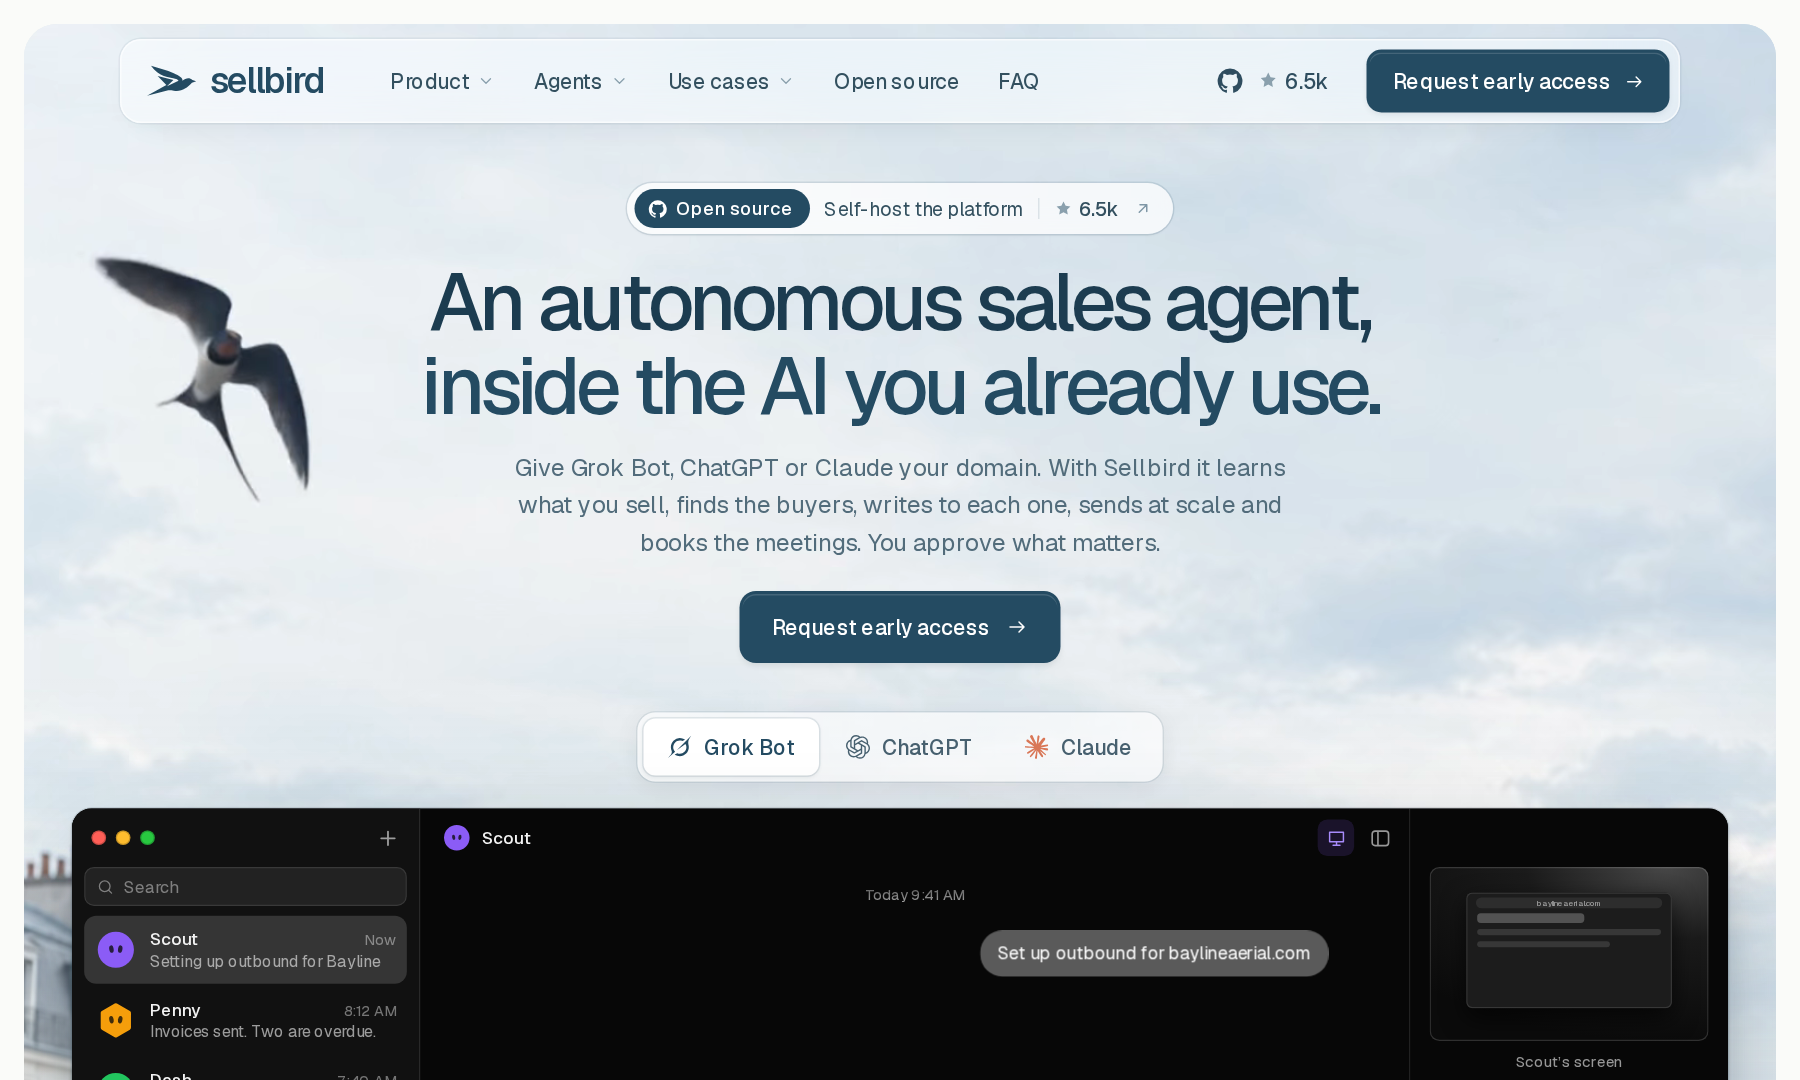 sellbird
Product
Agents
Use cases
Open source
FAQ
6.5k
Request early access
Open source
Self-host the platform
6.5k
An autonomous sales agent,
inside the AI you already use.
Give Grok Bot, ChatGPT or Claude your domain. With Sellbird it learns
what you sell, finds the buyers, writes to each one, sends at scale and
books the meetings. You approve what matters.
Request early access
Grok Bot
ChatGPT
Claude
Search
Scout
Now
Setting up outbound for Bayline
Penny
8:12 AM
Invoices sent. Two are overdue.
Scout
Today 9:41 AM
Set up outbound for baylineaerial.com
baylineaerial.com
Scout's screen